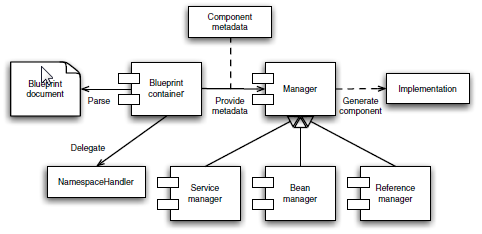 Component
metadata
Blueprint
document
Parse
Blueprint
container
Provide
metadata
Manager
Generate
component
Implementation
Delegate
NamespaceHandler
Service
manager
Bean
manager
Reference
manager